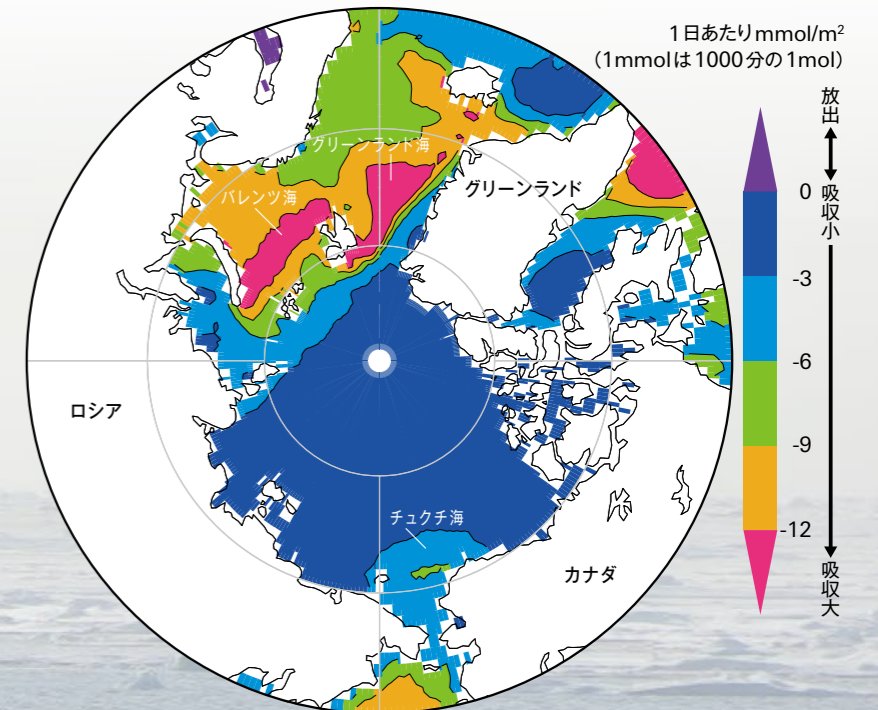 1日あたりmmol/m²
(1mmolは1000分の1mol)
グリーンランド海
バレンツ海
グリーンランド
ロシア
チュクチ海
カナダ
放出
0
吸収小
-3
-6
-9
-12
吸収大